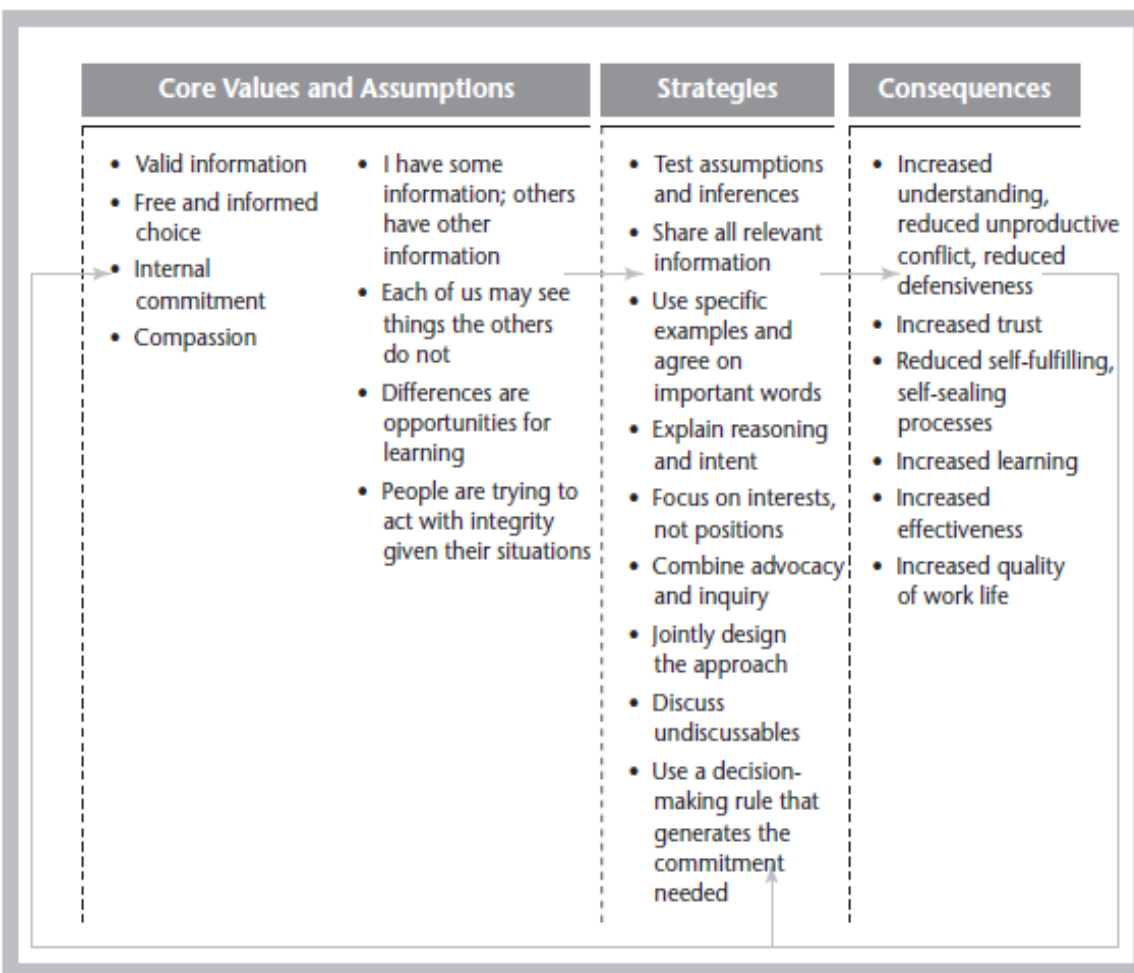 Core Values and Assumptions
• Valid information
• Free and informed
choice
• Internal
commitment
• Compassion
• I have some
information; others
have other
information
• Each of us may see
things the others
do not
• Differences are
opportunities for
learning
• People are trying to
act with integrity
given their situations
Strategies
• Test assumptions
and inferences
• Share all relevant
information
• Use specific
examples and
agree on
important words
• Explain reasoning
and intent
• Focus on interests,
not positions
• Combine advocacy
and inquiry
• Jointly design
the approach
• Discuss
undiscussables
• Use a decision-
making rule that
generates the
commitment
needed
Consequences
• Increased
understanding,
reduced unproductive
conflict, reduced
defensiveness
• Increased trust
• Reduced self-fulfilling,
self-sealing
processes
• Increased learning
• Increased
effectiveness
• Increased quality
of work life